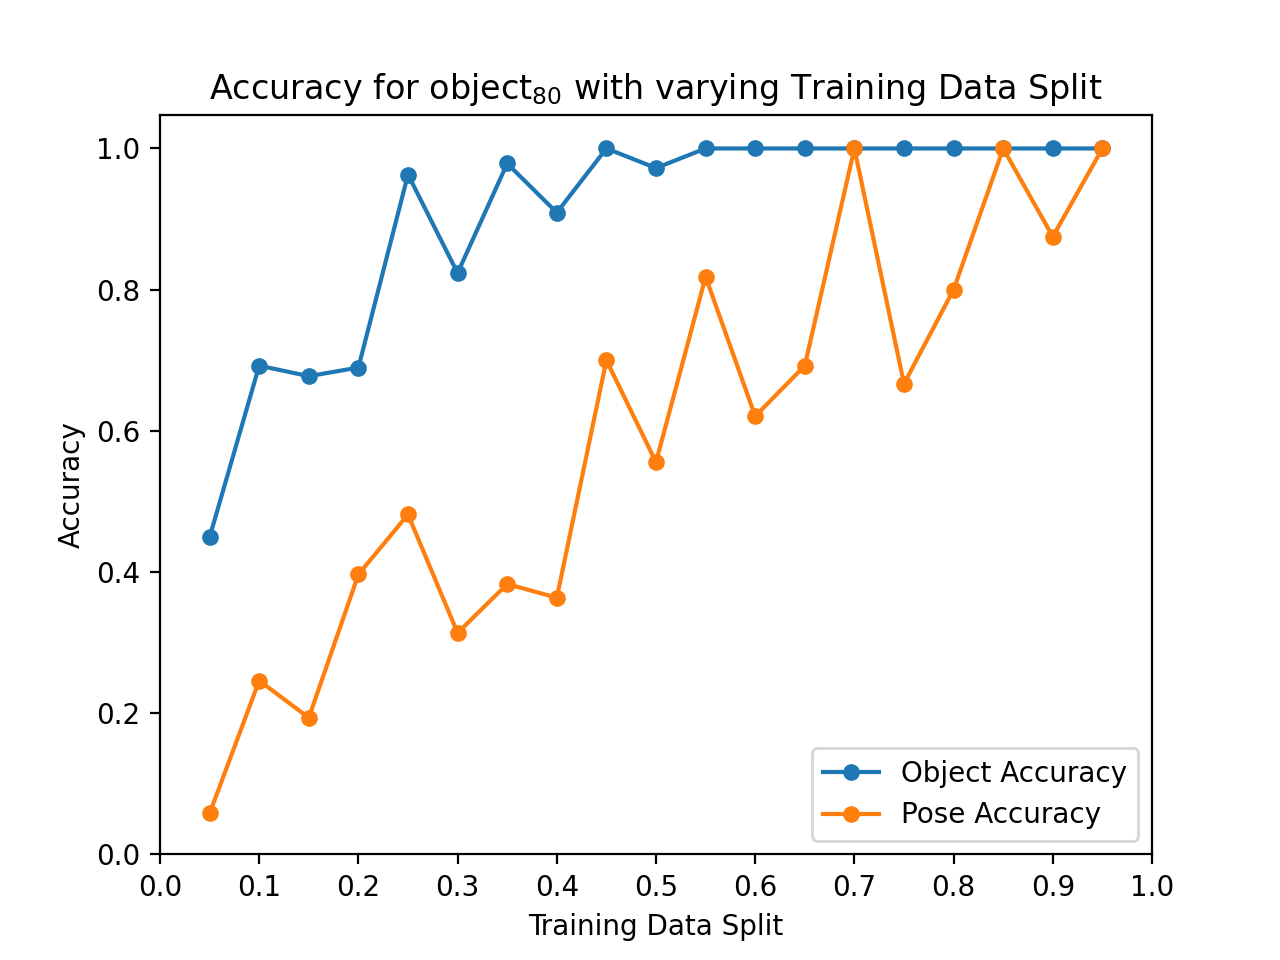 Accuracy for object₈₀ with varying Training Data Split
1.0
0.8
0.6
0.4
0.2
0.0
Accuracy
Object Accuracy
Pose Accuracy
0.0 0.1 0.2 0.3 0.4 0.5 0.6 0.7 0.8 0.9 1.0
Training Data Split